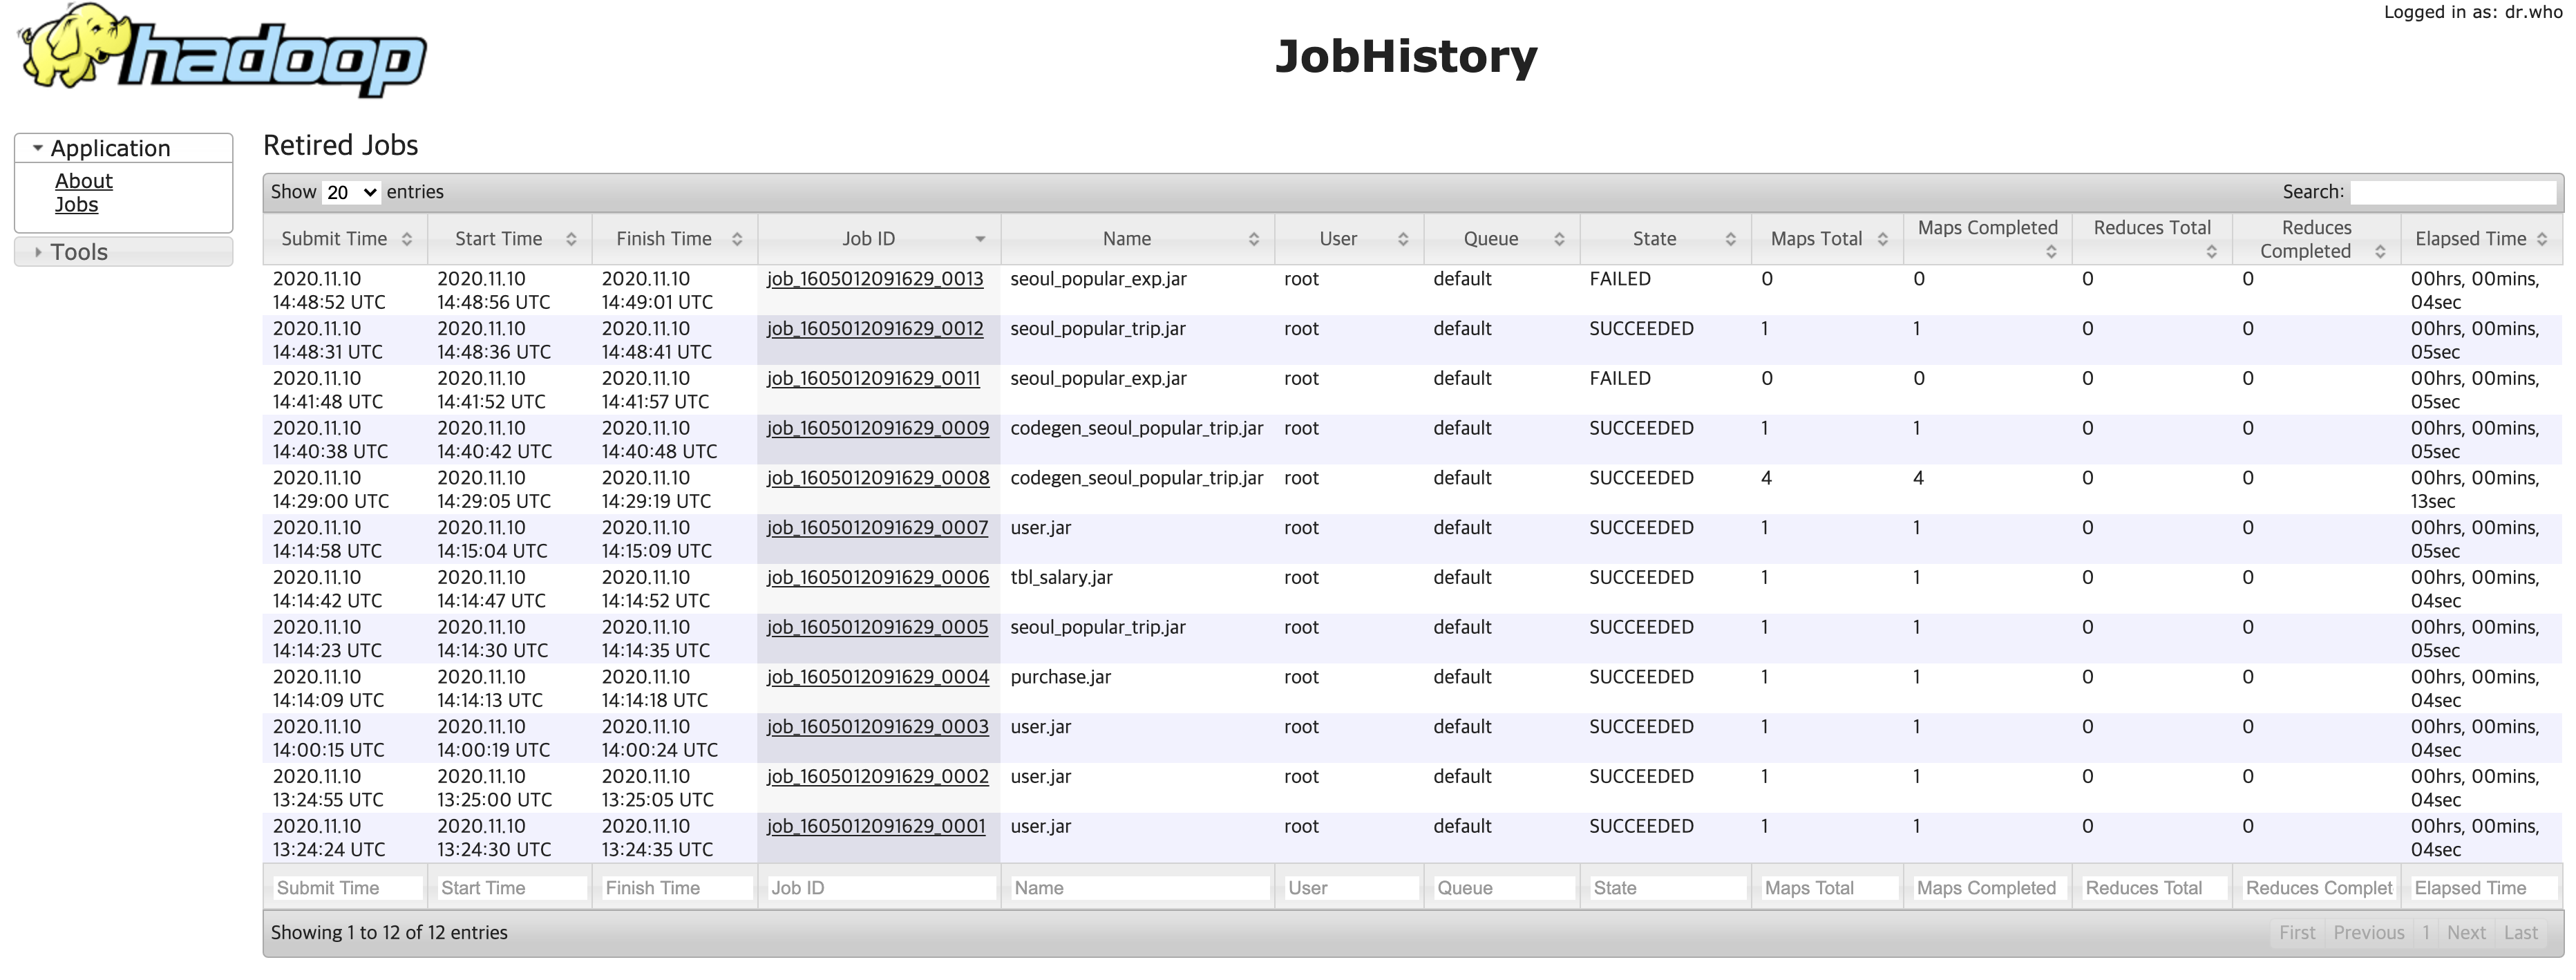 Logged in as: dr.who
hadoop
JobHistory
Application
About
Jobs
Tools
Retired Jobs
Show 20 entries
Search:
Submit Time Start Time Finish Time Job ID Name User Queue State Maps Total Maps Completed Reduces Total Reduces Completed Elapsed Time
2020.11.10 2020.11.10 2020.11.10 job_1605012091629_0013 seoul_popular_exp.jar root default FAILED 0 0 0 0 00hrs, 00mins,
14:48:52 UTC 14:48:56 UTC 14:49:01 UTC 04sec
2020.11.10 2020.11.10 2020.11.10 job_1605012091629_0012 seoul_popular_trip.jar root default SUCCEEDED 1 1 0 0 00hrs, 00mins,
14:48:31 UTC 14:48:36 UTC 14:48:41 UTC 05sec
2020.11.10 2020.11.10 2020.11.10 job_1605012091629_0011 seoul_popular_exp.jar root default FAILED 0 0 0 0 00hrs, 00mins,
14:41:48 UTC 14:41:52 UTC 14:41:57 UTC 05sec
2020.11.10 2020.11.10 2020.11.10 job_1605012091629_0009 codegen_seoul_popular_trip.jar root default SUCCEEDED 1 1 0 0 00hrs, 00mins,
14:40:38 UTC 14:40:42 UTC 14:40:48 UTC 05sec
2020.11.10 2020.11.10 2020.11.10 job_1605012091629_0008 codegen_seoul_popular_trip.jar root default SUCCEEDED 4 4 0 0 00hrs, 00mins,
14:29:00 UTC 14:29:05 UTC 14:29:19 UTC 13sec
2020.11.10 2020.11.10 2020.11.10 job_1605012091629_0007 user.jar root default SUCCEEDED 1 1 0 0 00hrs, 00mins,
14:14:58 UTC 14:15:04 UTC 14:15:09 UTC 05sec
2020.11.10 2020.11.10 2020.11.10 job_1605012091629_0006 tbl_salary.jar root default SUCCEEDED 1 1 0 0 00hrs, 00mins,
14:14:42 UTC 14:14:47 UTC 14:14:52 UTC 04sec
2020.11.10 2020.11.10 2020.11.10 job_1605012091629_0005 seoul_popular_trip.jar root default SUCCEEDED 1 1 0 0 00hrs, 00mins,
14:14:23 UTC 14:14:30 UTC 14:14:35 UTC 05sec
2020.11.10 2020.11.10 2020.11.10 job_1605012091629_0004 purchase.jar root default SUCCEEDED 1 1 0 0 00hrs, 00mins,
14:14:09 UTC 14:14:13 UTC 14:14:18 UTC 04sec
2020.11.10 2020.11.10 2020.11.10 job_1605012091629_0003 user.jar root default SUCCEEDED 1 1 0 0 00hrs, 00mins,
14:00:15 UTC 14:00:19 UTC 14:00:24 UTC 04sec
2020.11.10 2020.11.10 2020.11.10 job_1605012091629_0002 user.jar root default SUCCEEDED 1 1 0 0 00hrs, 00mins,
13:24:55 UTC 13:25:00 UTC 13:25:05 UTC 04sec
2020.11.10 2020.11.10 2020.11.10 job_1605012091629_0001 user.jar root default SUCCEEDED 1 1 0 0 00hrs, 00mins,
13:24:24 UTC 13:24:30 UTC 13:24:35 UTC 04sec
Submit Time Start Time Finish Time Job ID Name User Queue State Maps Total Maps Completed Reduces Total Reduces Complet Elapsed Time
Showing 1 to 12 of 12 entries
First Previous 1 Next Last